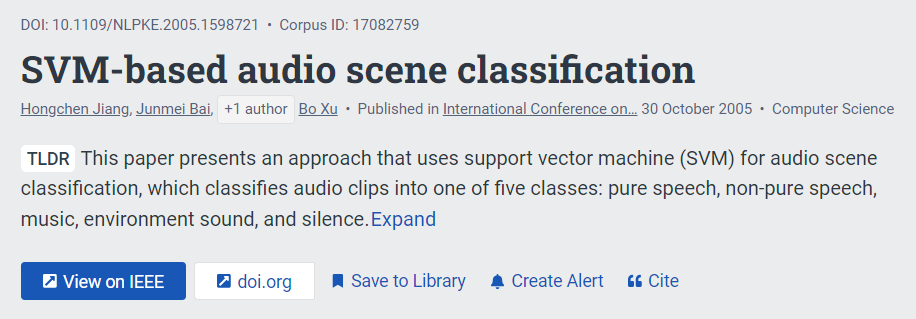 DOI: 10.1109/NLPKE.2005.1598721 • Corpus ID: 17082759
SVM-based audio scene classification
Hongchen Jiang, Junmei Bai, +1 author Bo Xu • Published in International Conference on… 30 October 2005 • Computer Science
TLDR This paper presents an approach that uses support vector machine (SVM) for audio scene
classification, which classifies audio clips into one of five classes: pure speech, non-pure speech,
music, environment sound, and silence.Expand
View on IEEE doi.org Save to Library Create Alert Cite